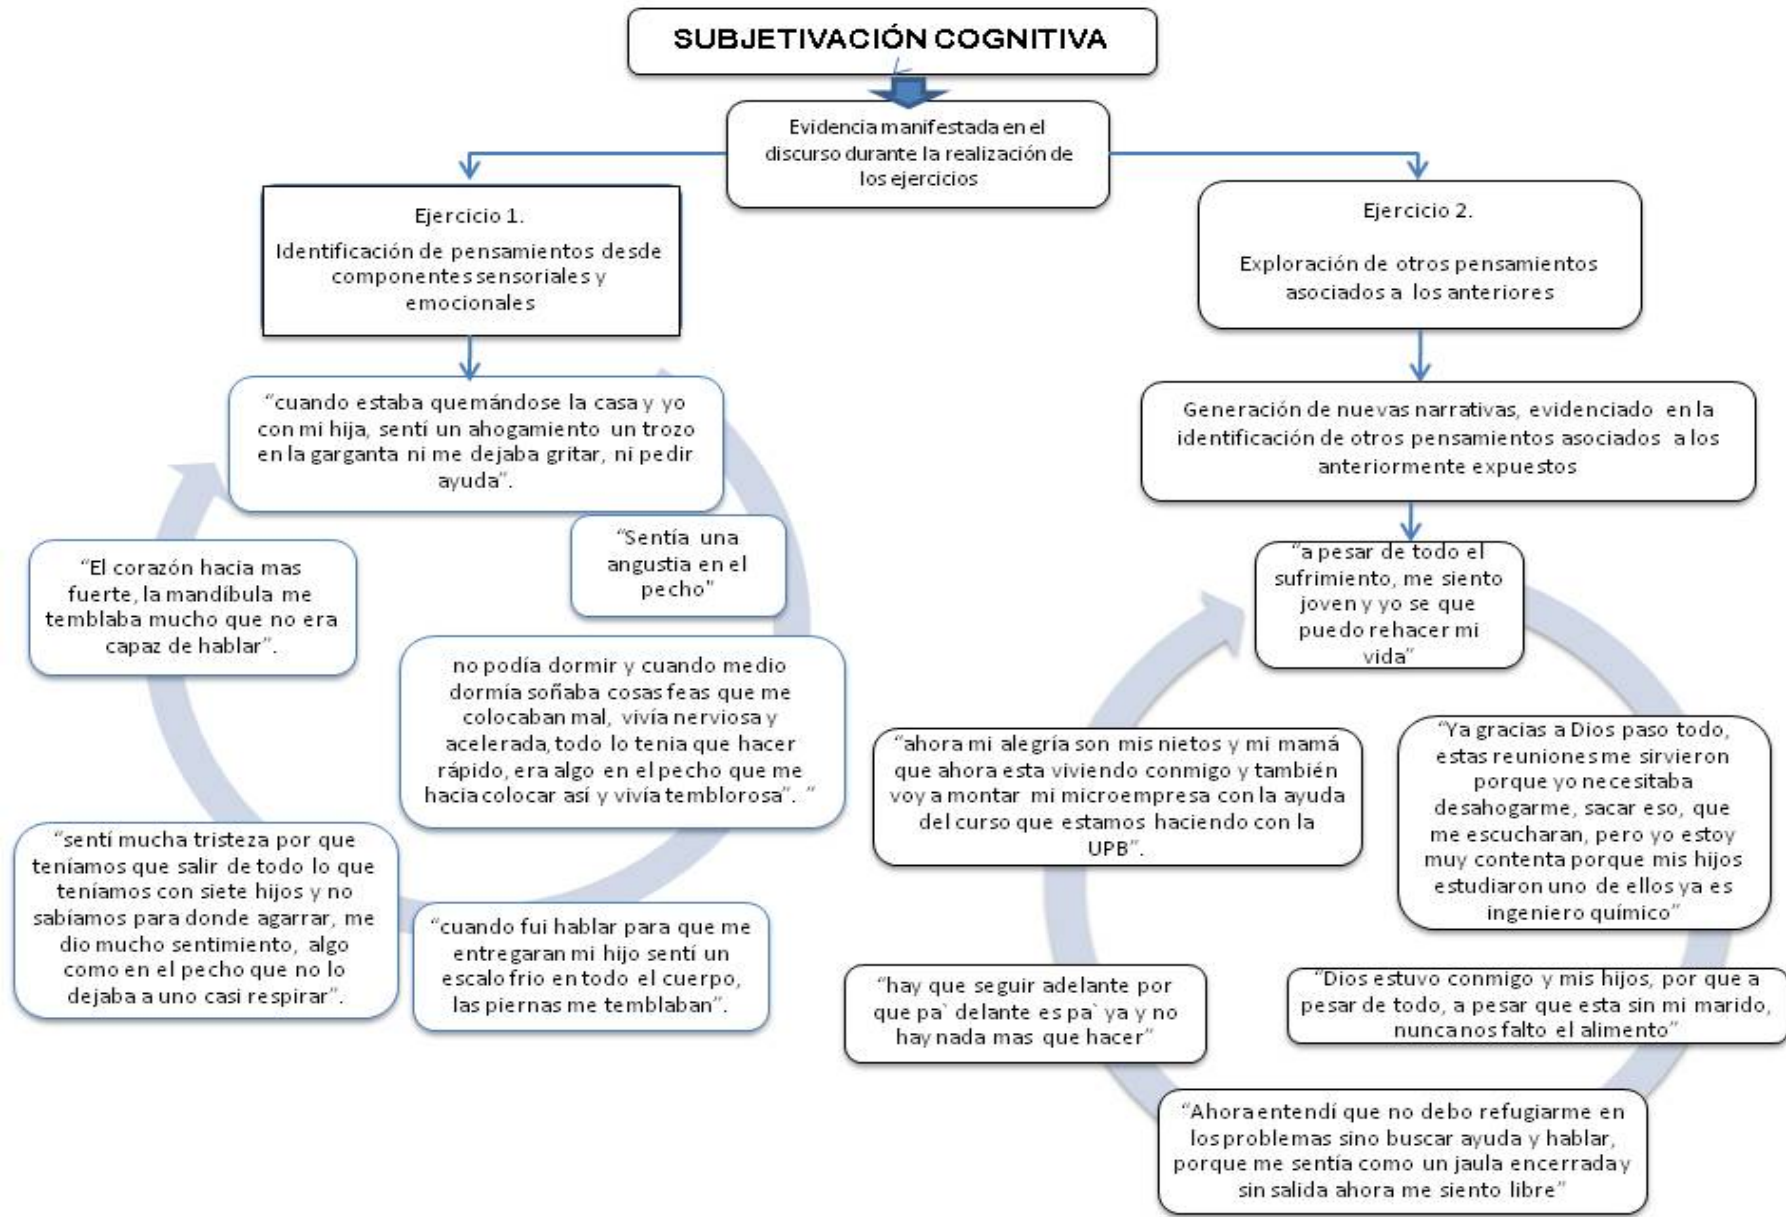 SUBJETIVACIÓN COGNITIVA
Evidencia manifestada en el
discurso durante la realización de
los ejercicios
Ejercicio 1.
Identificación de pensamientos desde
componentes sensoriales y
emocionales
“cuando estaba quemándose la casa y yo
con mi hija, sentí un ahogamiento un trozo
en la garganta ni me dejaba gritar, ni pedir
ayuda”.
“Sentía una
angustia en el
pecho”
no podía dormir y cuando medio
dormía soñaba cosas feas que me
colocaban mal, vivía nerviosa y
acelerada, todo lo tenia que hacer
rápido, era algo en el pecho que me
hacia colocar así y vivía temblorosa”. “
“cuando fui hablar para que me
entregaran mi hijo sentí un
escalo frio en todo el cuerpo,
las piernas me temblaban”.
“sentí mucha tristeza por que
teníamos que salir de todo lo que
teníamos con siete hijos y no
sabíamos para donde agarrar, me
dio mucho sentimiento, algo
como en el pecho que no lo
dejaba a uno casi respirar”.
“El corazón hacia mas
fuerte, la mandíbula me
temblaba mucho que no era
capaz de hablar”.
Ejercicio 2.
Exploración de otros pensamientos
asociados a los anteriores
Generación de nuevas narrativas, evidenciado en la
identificación de otros pensamientos asociados a los
anteriormente expuestos
“a pesar de todo el
sufrimiento, me siento
joven y yo se que
puedo rehacer mi
vida”
“Ya gracias a Dios paso todo,
estas reuniones me sirvieron
porque yo necesitaba
desahogarme, sacar eso, que
me escucharan, pero yo estoy
muy contenta porque mis hijos
estudiaron uno de ellos ya es
ingeniero químico”
“Dios estuvo conmigo y mis hijos, por que a
pesar de todo, a pesar que esta sin mi marido,
nunca nos falto el alimento”
“Ahora entendí que no debo refugiarme en
los problemas sino buscar ayuda y hablar,
porque me sentía como un jaula encerrada y
sin salida ahora me siento libre”
“hay que seguir adelante por
que pa` delante es pa` ya y no
hay nada mas que hacer”
“ahora mi alegría son mis nietos y mi mamá
que ahora esta viviendo conmigo y también
voy a montar mi microempresa con la ayuda
del curso que estamos haciendo con la
UPB”.